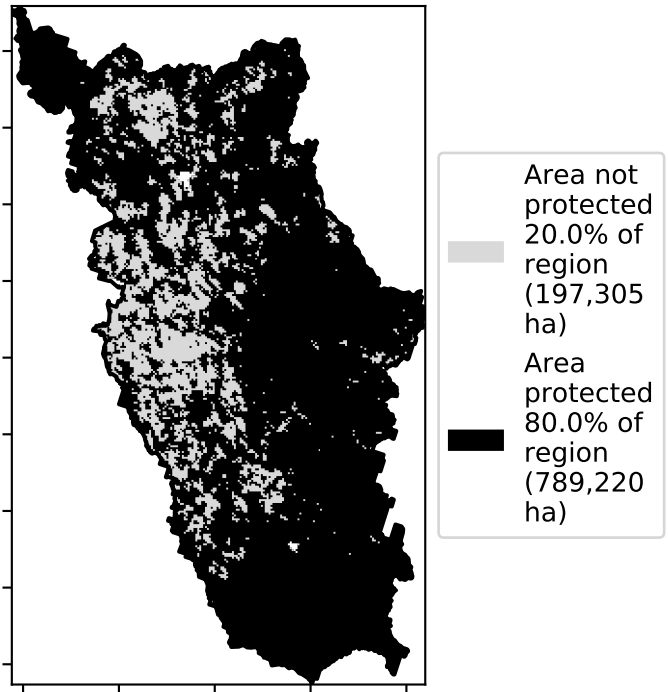 Area not
protected
20.0% of
region
(197,305
ha)
Area
protected
80.0% of
region
(789,220
ha)